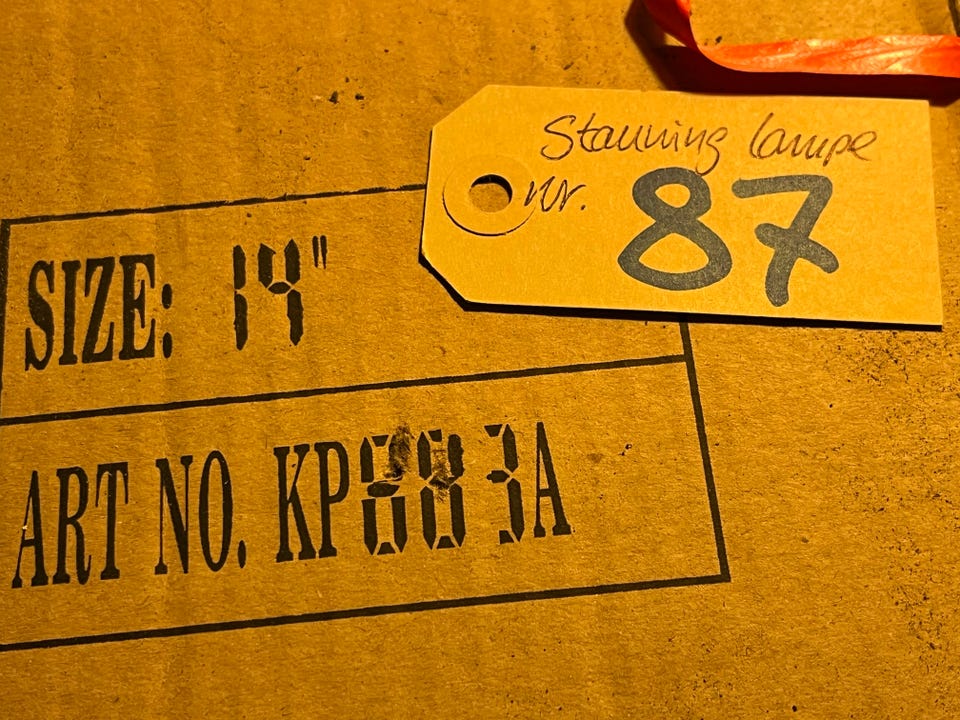 Stauning lampe
nr. 87
SIZE: 14"
ART NO. KP883A